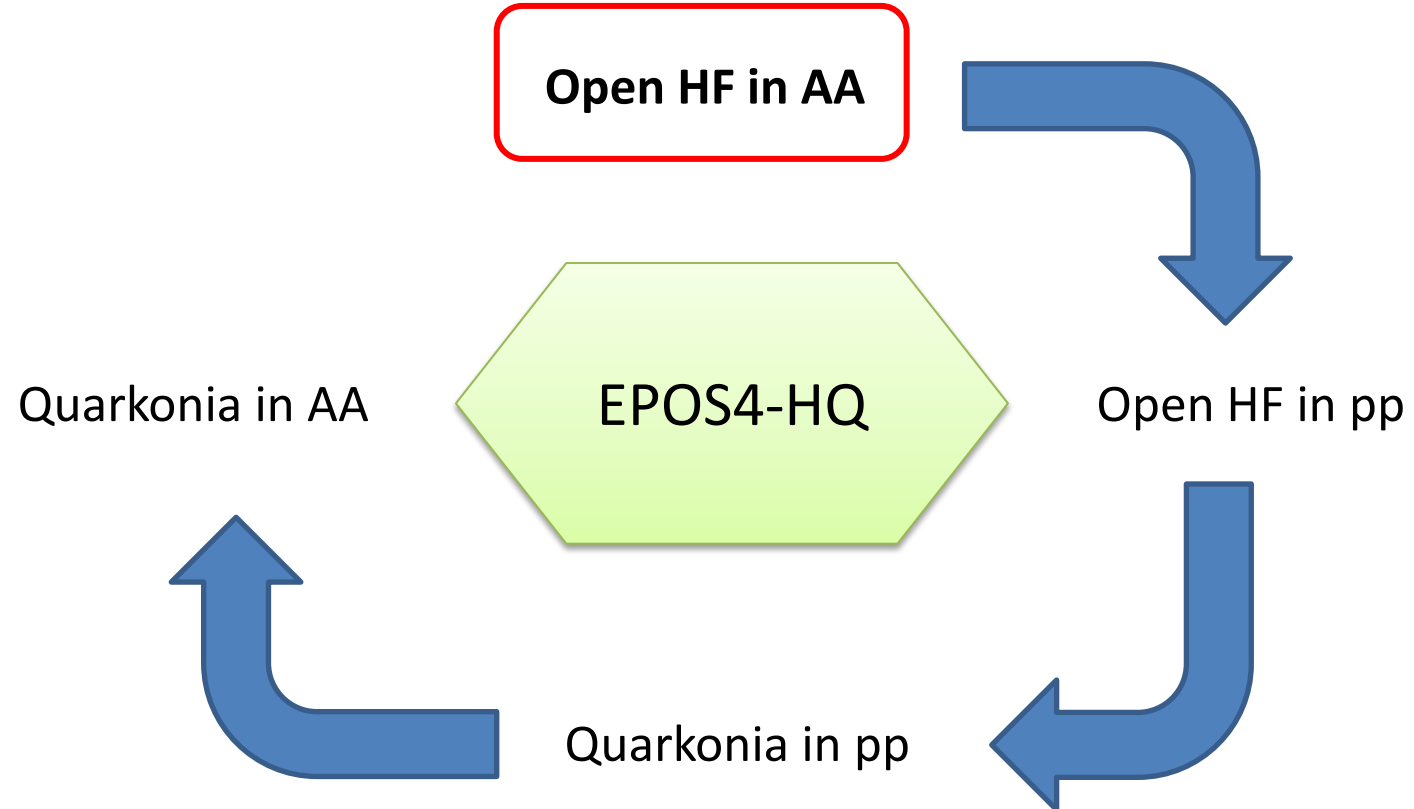 Open HF in AA
Quarkonia in AA
EPOS4-HQ
Open HF in pp
Quarkonia in pp